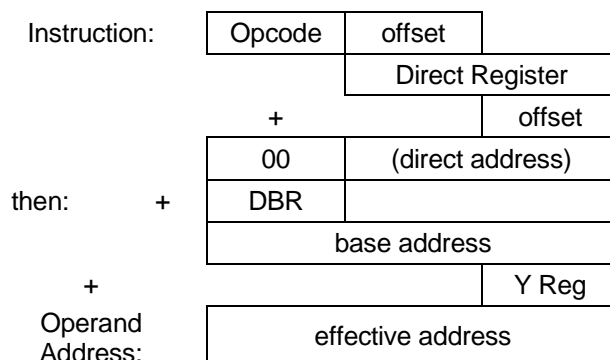 Instruction: Opcode offset
Direct Register
+ offset
00 (direct address)
then: + DBR
base address
+ Y Reg
Operand
Address: effective address